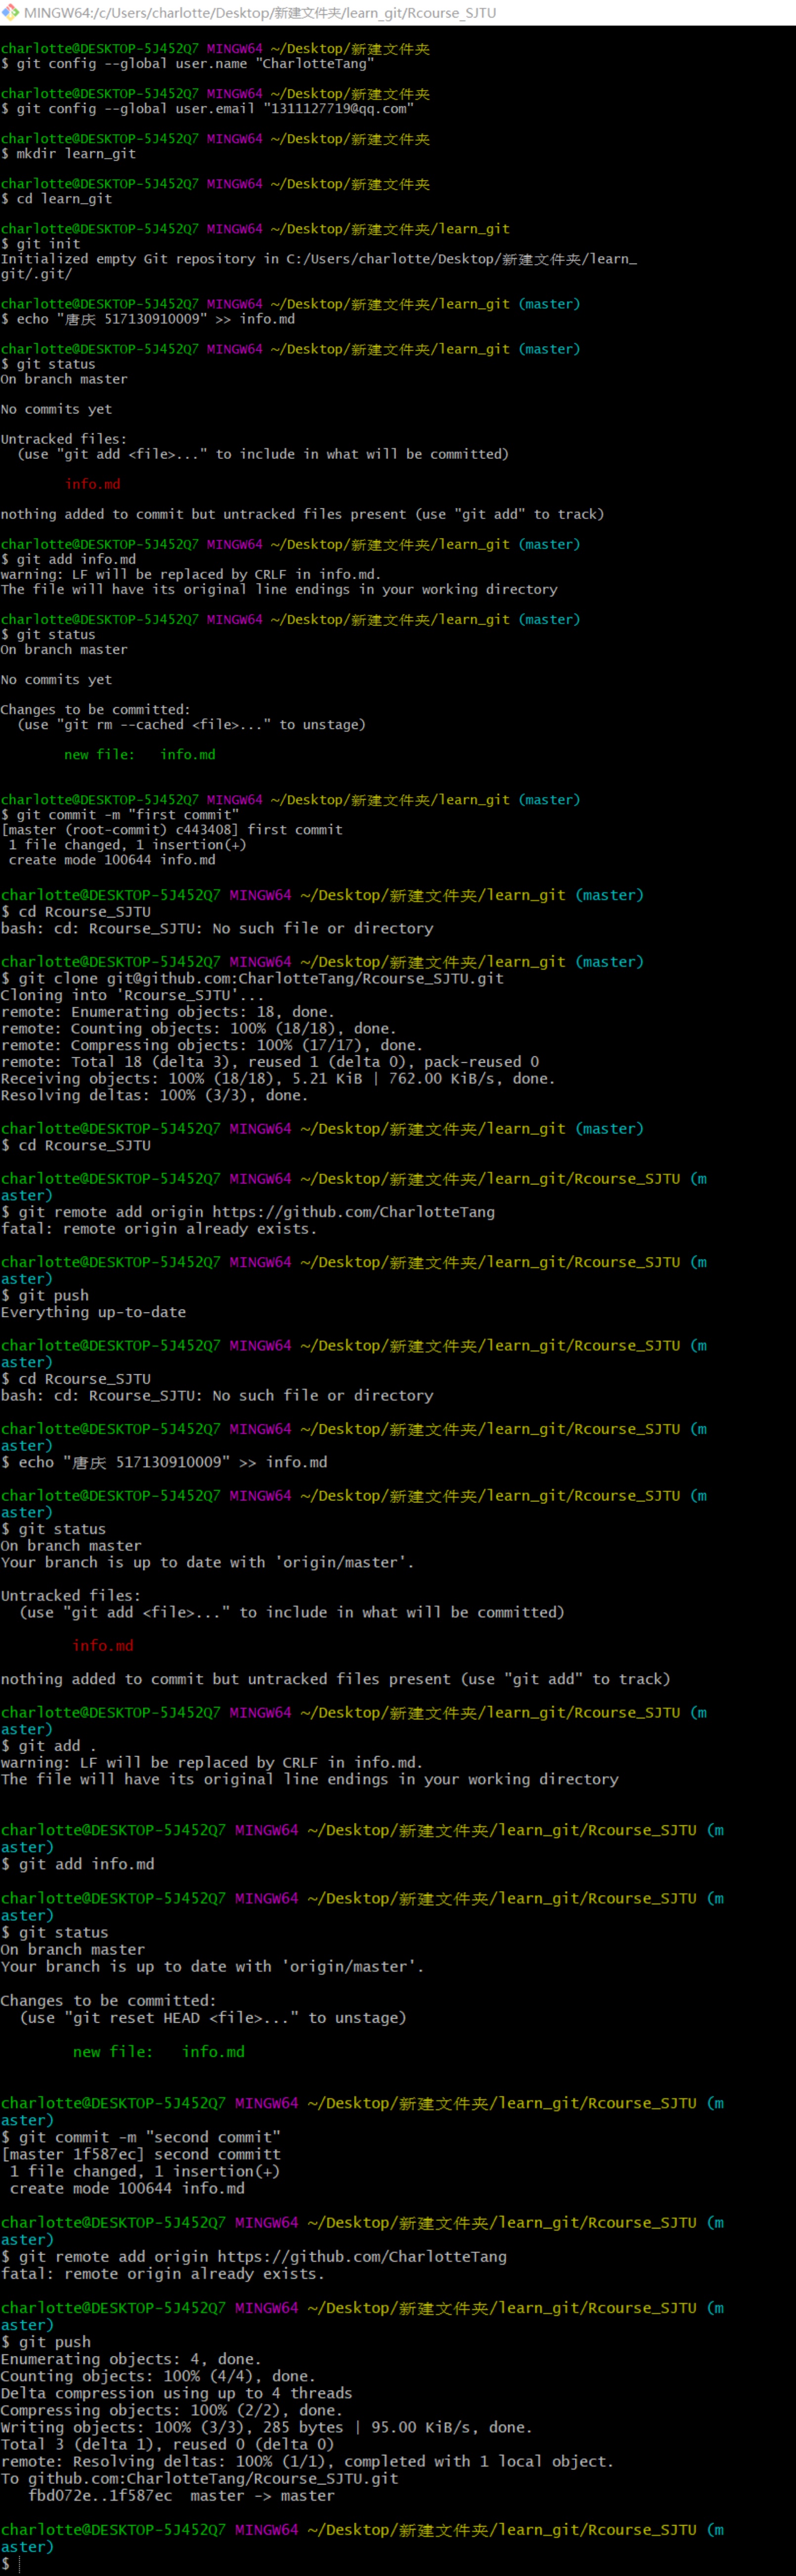 MINGW64:/c/Users/charlotte/Desktop/新建文件夹/learn_git/Rcourse_SJTU
charlotte@DESKTOP-5J452Q7 MINGW64 ~/Desktop/新建文件夹
$ git config --global user.name "CharlotteTang"
charlotte@DESKTOP-5J452Q7 MINGW64 ~/Desktop/新建文件夹
$ git config --global user.email "1311127719@qq.com"
charlotte@DESKTOP-5J452Q7 MINGW64 ~/Desktop/新建文件夹
$ mkdir learn_git
charlotte@DESKTOP-5J452Q7 MINGW64 ~/Desktop/新建文件夹
$ cd learn_git
charlotte@DESKTOP-5J452Q7 MINGW64 ~/Desktop/新建文件夹/learn_git
$ git init
Initialized empty Git repository in C:/Users/charlotte/Desktop/新建文件夹/learn_
git/.git/
charlotte@DESKTOP-5J452Q7 MINGW64 ~/Desktop/新建文件夹/learn_git (master)
$ echo "唐庆 517130910009" >> info.md
charlotte@DESKTOP-5J452Q7 MINGW64 ~/Desktop/新建文件夹/learn_git (master)
$ git status
On branch master
No commits yet
Untracked files:
  (use "git add <file>..." to include in what will be committed)
        info.md
nothing added to commit but untracked files present (use "git add" to track)
charlotte@DESKTOP-5J452Q7 MINGW64 ~/Desktop/新建文件夹/learn_git (master)
$ git add info.md
warning: LF will be replaced by CRLF in info.md.
The file will have its original line endings in your working directory
charlotte@DESKTOP-5J452Q7 MINGW64 ~/Desktop/新建文件夹/learn_git (master)
$ git status
On branch master
No commits yet
Changes to be committed:
  (use "git rm --cached <file>..." to unstage)
        new file:   info.md
charlotte@DESKTOP-5J452Q7 MINGW64 ~/Desktop/新建文件夹/learn_git (master)
$ git commit -m "first commit"
[master (root-commit) c443408] first commit
 1 file changed, 1 insertion(+)
 create mode 100644 info.md
charlotte@DESKTOP-5J452Q7 MINGW64 ~/Desktop/新建文件夹/learn_git (master)
$ cd Rcourse_SJTU
bash: cd: Rcourse_SJTU: No such file or directory
charlotte@DESKTOP-5J452Q7 MINGW64 ~/Desktop/新建文件夹/learn_git (master)
$ git clone git@github.com:CharlotteTang/Rcourse_SJTU.git
Cloning into 'Rcourse_SJTU'...
remote: Enumerating objects: 18, done.
remote: Counting objects: 100% (18/18), done.
remote: Compressing objects: 100% (17/17), done.
remote: Total 18 (delta 3), reused 1 (delta 0), pack-reused 0
Receiving objects: 100% (18/18), 5.21 KiB | 762.00 KiB/s, done.
Resolving deltas: 100% (3/3), done.
charlotte@DESKTOP-5J452Q7 MINGW64 ~/Desktop/新建文件夹/learn_git (master)
$ cd Rcourse_SJTU
charlotte@DESKTOP-5J452Q7 MINGW64 ~/Desktop/新建文件夹/learn_git/Rcourse_SJTU (m
aster)
$ git remote add origin https://github.com/CharlotteTang
fatal: remote origin already exists.
charlotte@DESKTOP-5J452Q7 MINGW64 ~/Desktop/新建文件夹/learn_git/Rcourse_SJTU (m
aster)
$ git push
Everything up-to-date
charlotte@DESKTOP-5J452Q7 MINGW64 ~/Desktop/新建文件夹/learn_git/Rcourse_SJTU (m
aster)
$ cd Rcourse_SJTU
bash: cd: Rcourse_SJTU: No such file or directory
charlotte@DESKTOP-5J452Q7 MINGW64 ~/Desktop/新建文件夹/learn_git/Rcourse_SJTU (m
aster)
$ echo "唐庆 517130910009" >> info.md
charlotte@DESKTOP-5J452Q7 MINGW64 ~/Desktop/新建文件夹/learn_git/Rcourse_SJTU (m
aster)
$ git status
On branch master
Your branch is up to date with 'origin/master'.
Untracked files:
  (use "git add <file>..." to include in what will be committed)
        info.md
nothing added to commit but untracked files present (use "git add" to track)
charlotte@DESKTOP-5J452Q7 MINGW64 ~/Desktop/新建文件夹/learn_git/Rcourse_SJTU (m
aster)
$ git add .
warning: LF will be replaced by CRLF in info.md.
The file will have its original line endings in your working directory
charlotte@DESKTOP-5J452Q7 MINGW64 ~/Desktop/新建文件夹/learn_git/Rcourse_SJTU (m
aster)
$ git add info.md
charlotte@DESKTOP-5J452Q7 MINGW64 ~/Desktop/新建文件夹/learn_git/Rcourse_SJTU (m
aster)
$ git status
On branch master
Your branch is up to date with 'origin/master'.
Changes to be committed:
  (use "git reset HEAD <file>..." to unstage)
        new file:   info.md
charlotte@DESKTOP-5J452Q7 MINGW64 ~/Desktop/新建文件夹/learn_git/Rcourse_SJTU (m
aster)
$ git commit -m "second commit"
[master 1f587ec] second committ
 1 file changed, 1 insertion(+)
 create mode 100644 info.md
charlotte@DESKTOP-5J452Q7 MINGW64 ~/Desktop/新建文件夹/learn_git/Rcourse_SJTU (m
aster)
$ git remote add origin https://github.com/CharlotteTang
fatal: remote origin already exists.
charlotte@DESKTOP-5J452Q7 MINGW64 ~/Desktop/新建文件夹/learn_git/Rcourse_SJTU (m
aster)
$ git push
Enumerating objects: 4, done.
Counting objects: 100% (4/4), done.
Delta compression using up to 4 threads
Compressing objects: 100% (2/2), done.
Writing objects: 100% (3/3), 285 bytes | 95.00 KiB/s, done.
Total 3 (delta 1), reused 0 (delta 0)
remote: Resolving deltas: 100% (1/1), completed with 1 local object.
To github.com:CharlotteTang/Rcourse_SJTU.git
   fbd072e..1f587ec  master -> master
charlotte@DESKTOP-5J452Q7 MINGW64 ~/Desktop/新建文件夹/learn_git/Rcourse_SJTU (m
aster)
$